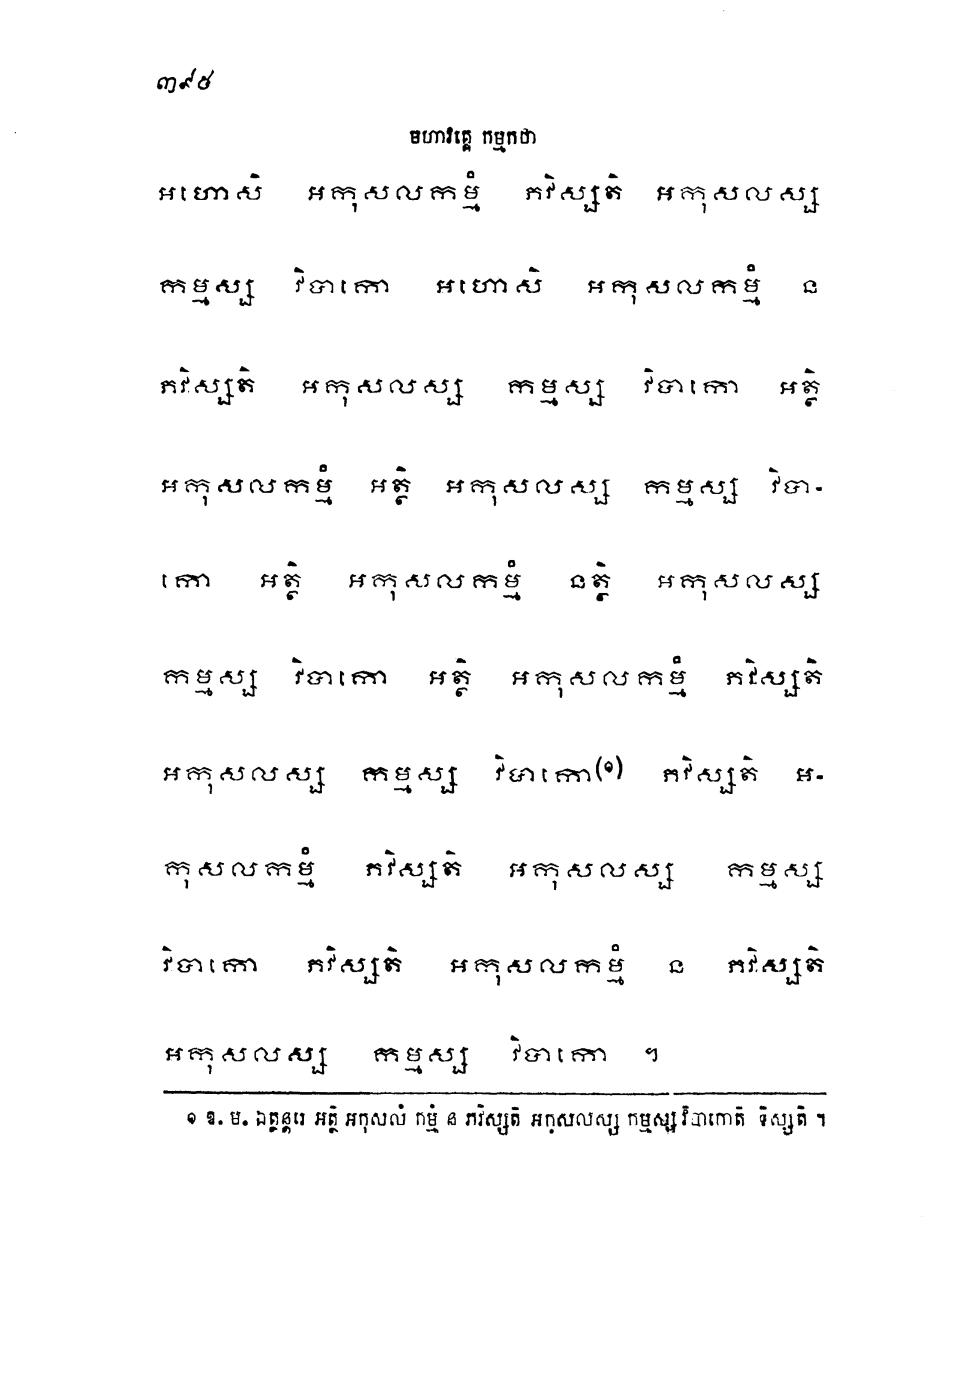 ៣៩៥
មហាវគ្គេ កម្មកថា
អហោសិ អកុសលកម្មំ ភវិស្សតិ អកុសលស្ស
កម្មស្ស វិបាកោ អហោសិ អកុសលកម្មំ ន
ភវិស្សតិ អកុសលស្ស កម្មស្ស វិបាកោ អត្ថិ
អកុសលកម្មំ អត្ថិ អកុសលស្ស កម្មស្ស វិបា-
កោ អត្ថិ អកុសលកម្មំ នត្ថិ អកុសលស្ស
កម្មស្ស វិបាកោ អត្ថិ អកុសលកម្មំ ភវិស្សតិ
អកុសលស្ស កម្មស្ស វិបាកោ(១) ភវិស្សតិ អ-
កុសលកម្មំ ភវិស្សតិ អកុសលស្ស កម្មស្ស
វិបាកោ ភវិស្សតិ អកុសលកម្មំ ន ភវិស្សតិ
អកុសលស្ស កម្មស្ស វិបាកោ ។
១ ឱ. ម. ឯត្ថន្តរេ អត្ថិ អកុសលំ កម្មំ ន ភវិស្សតិ អកុសលស្ស កម្មស្ស វិបាកោតិ ទិស្សតិ ។